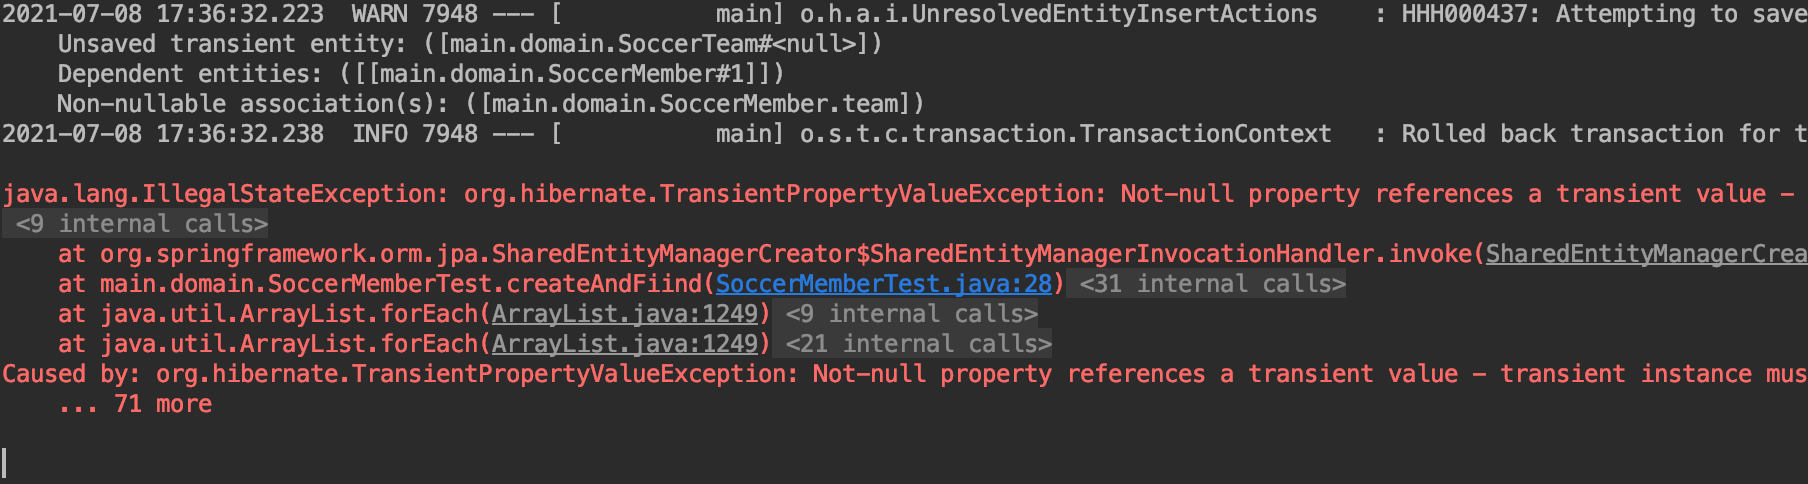 2021-07-08 17:36:32.223  WARN 7948 --- [           main] o.h.a.i.UnresolvedEntityInsertActions    : HHH000437: Attempting to save
    Unsaved transient entity: ([main.domain.SoccerTeam#<null>])
    Dependent entities: ([[main.domain.SoccerMember#1]])
    Non-nullable association(s): ([main.domain.SoccerMember.team])
2021-07-08 17:36:32.238  INFO 7948 --- [           main] o.s.t.c.transaction.TransactionContext   : Rolled back transaction for t
java.lang.IllegalStateException: org.hibernate.TransientPropertyValueException: Not-null property references a transient value -
 <9 internal calls>
    at org.springframework.orm.jpa.SharedEntityManagerCreator$SharedEntityManagerInvocationHandler.invoke(SharedEntityManagerCrea
    at main.domain.SoccerMemberTest.createAndFiind(SoccerMemberTest.java:28) <31 internal calls>
    at java.util.ArrayList.forEach(ArrayList.java:1249) <9 internal calls>
    at java.util.ArrayList.forEach(ArrayList.java:1249) <21 internal calls>
Caused by: org.hibernate.TransientPropertyValueException: Not-null property references a transient value - transient instance mus
    ... 71 more